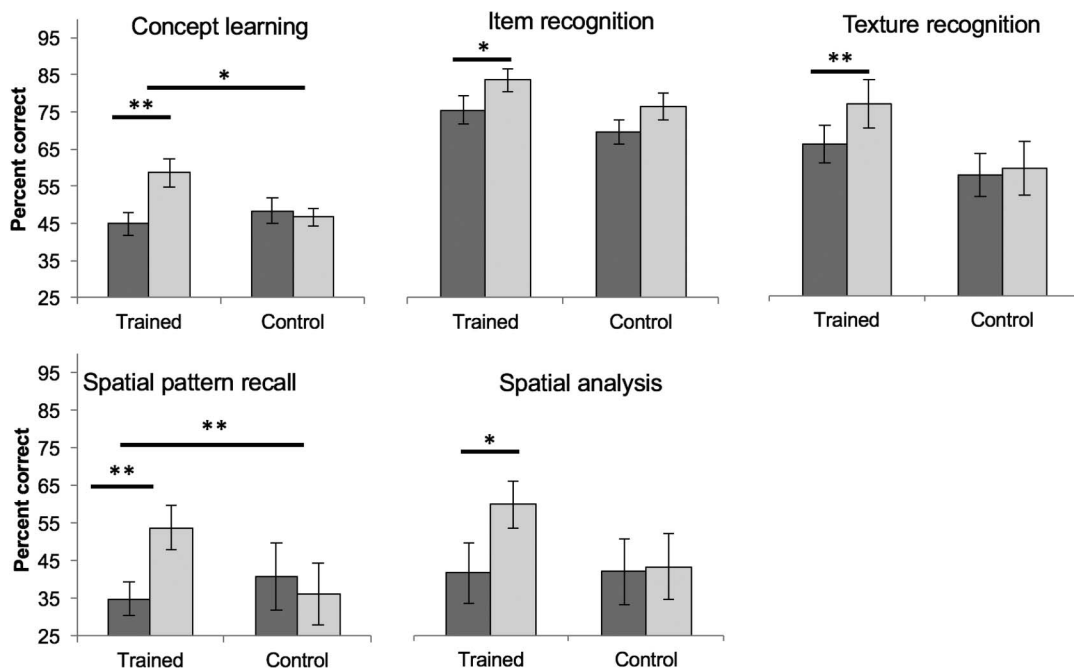 Concept learning
Item recognition
Texture recognition
Percent correct
95
85
75
65
55
45
35
25
*
**
*
**
Trained
Control
Trained
Control
Trained
Control
Spatial pattern recall
Spatial analysis
Percent correct
95
85
75
65
55
45
35
25
**
**
*
Trained
Control
Trained
Control